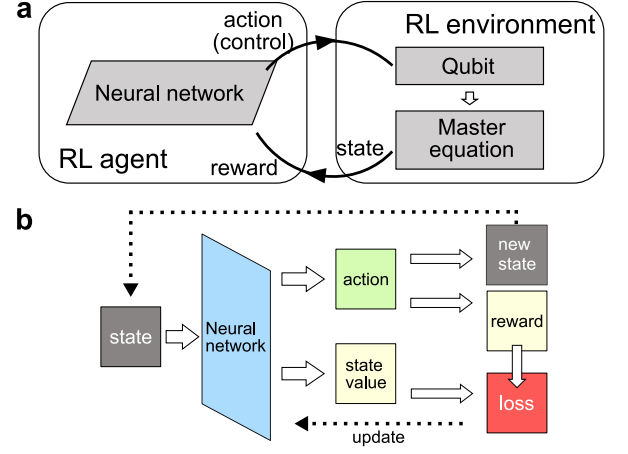 a
action
(control)
RL environment
Neural network
Qubit
Master
equation
RL agent
reward
state
b
new
state
action
state
Neural
network
reward
state
value
loss
update